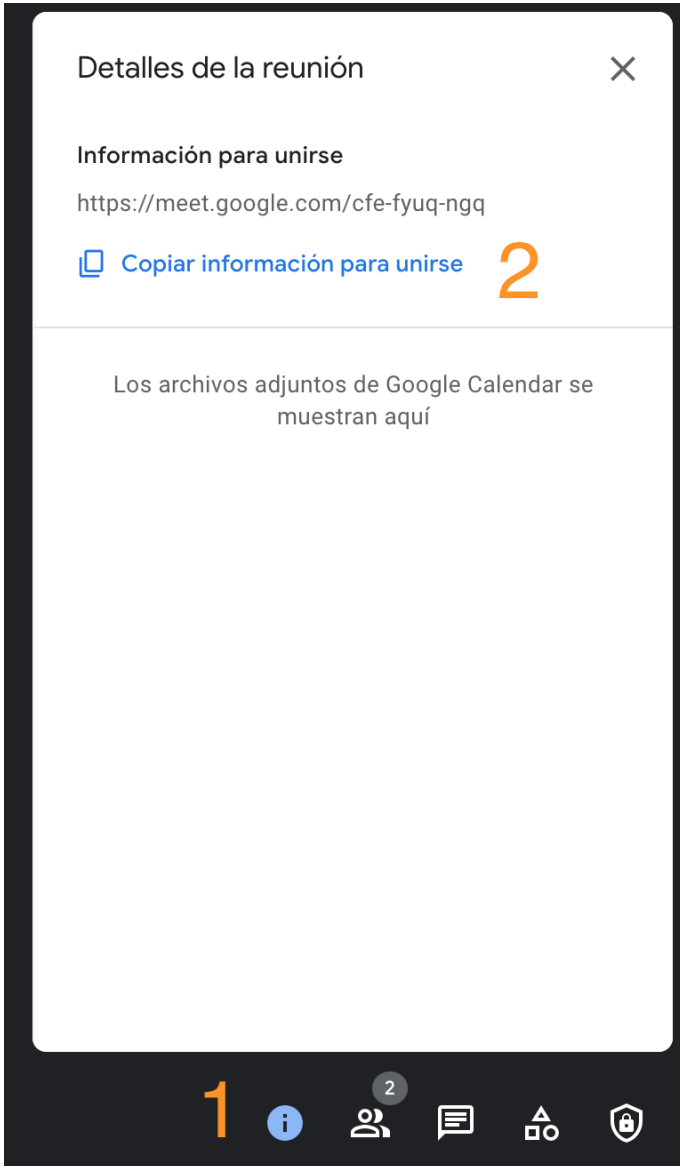 Detalles de la reunión
Información para unirse
https://meet.google.com/cfe-fyuq-ngq
Copiar información para unirse
2
Los archivos adjuntos de Google Calendar se
muestran aquí
1
2